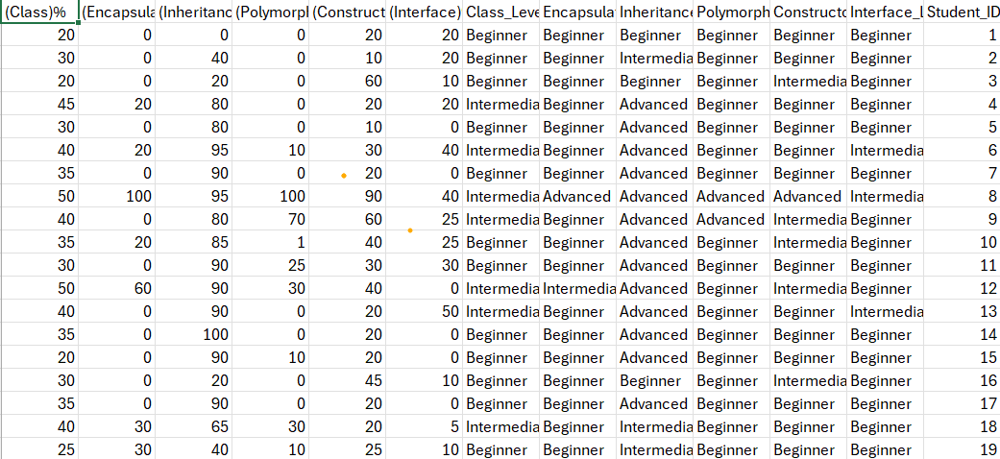 (Class)% (Encapsula (Inheritanc (Polymorpl (Construct (Interface) Class_Leve Encapsula Inheritance Polymorph Constructo Interface_L Student_ID
20 0 0 0 20 20 Beginner Beginner Beginner Beginner Beginner Beginner 1
30 0 40 0 10 20 Beginner Beginner Intermedia Beginner Beginner Beginner 2
20 0 20 0 60 10 Beginner Beginner Beginner Beginner Intermedia Beginner 3
45 20 80 0 20 20 Intermedia Beginner Advanced Beginner Beginner Beginner 4
30 0 80 0 10 0 Beginner Beginner Advanced Beginner Beginner Beginner 5
40 20 95 10 30 40 Intermedia Beginner Advanced Beginner Beginner Intermedia 6
35 0 90 0 20 0 Beginner Beginner Advanced Beginner Beginner Beginner 7
50 100 95 100 90 40 Intermedia Advanced Advanced Advanced Advanced Intermedia 8
40 0 80 70 60 25 Intermedia Beginner Advanced Advanced Intermedia Beginner 9
35 20 85 1 40 25 Beginner Beginner Advanced Beginner Intermedia Beginner 10
30 0 90 25 30 30 Beginner Beginner Advanced Beginner Beginner Beginner 11
50 60 90 30 40 0 Intermedia Intermedia Advanced Beginner Intermedia Beginner 12
40 0 90 0 20 50 Intermedia Beginner Advanced Beginner Beginner Intermedia 13
35 0 100 0 20 0 Beginner Beginner Advanced Beginner Beginner Beginner 14
20 0 90 10 20 0 Beginner Beginner Advanced Beginner Beginner Beginner 15
30 0 20 0 45 10 Beginner Beginner Beginner Beginner Intermedia Beginner 16
35 0 90 0 20 0 Beginner Beginner Advanced Beginner Beginner Beginner 17
40 30 65 30 20 5 Intermedia Beginner Intermedia Beginner Beginner Beginner 18
25 30 40 10 25 10 Beginner Beginner Intermedia Beginner Beginner Beginner 19